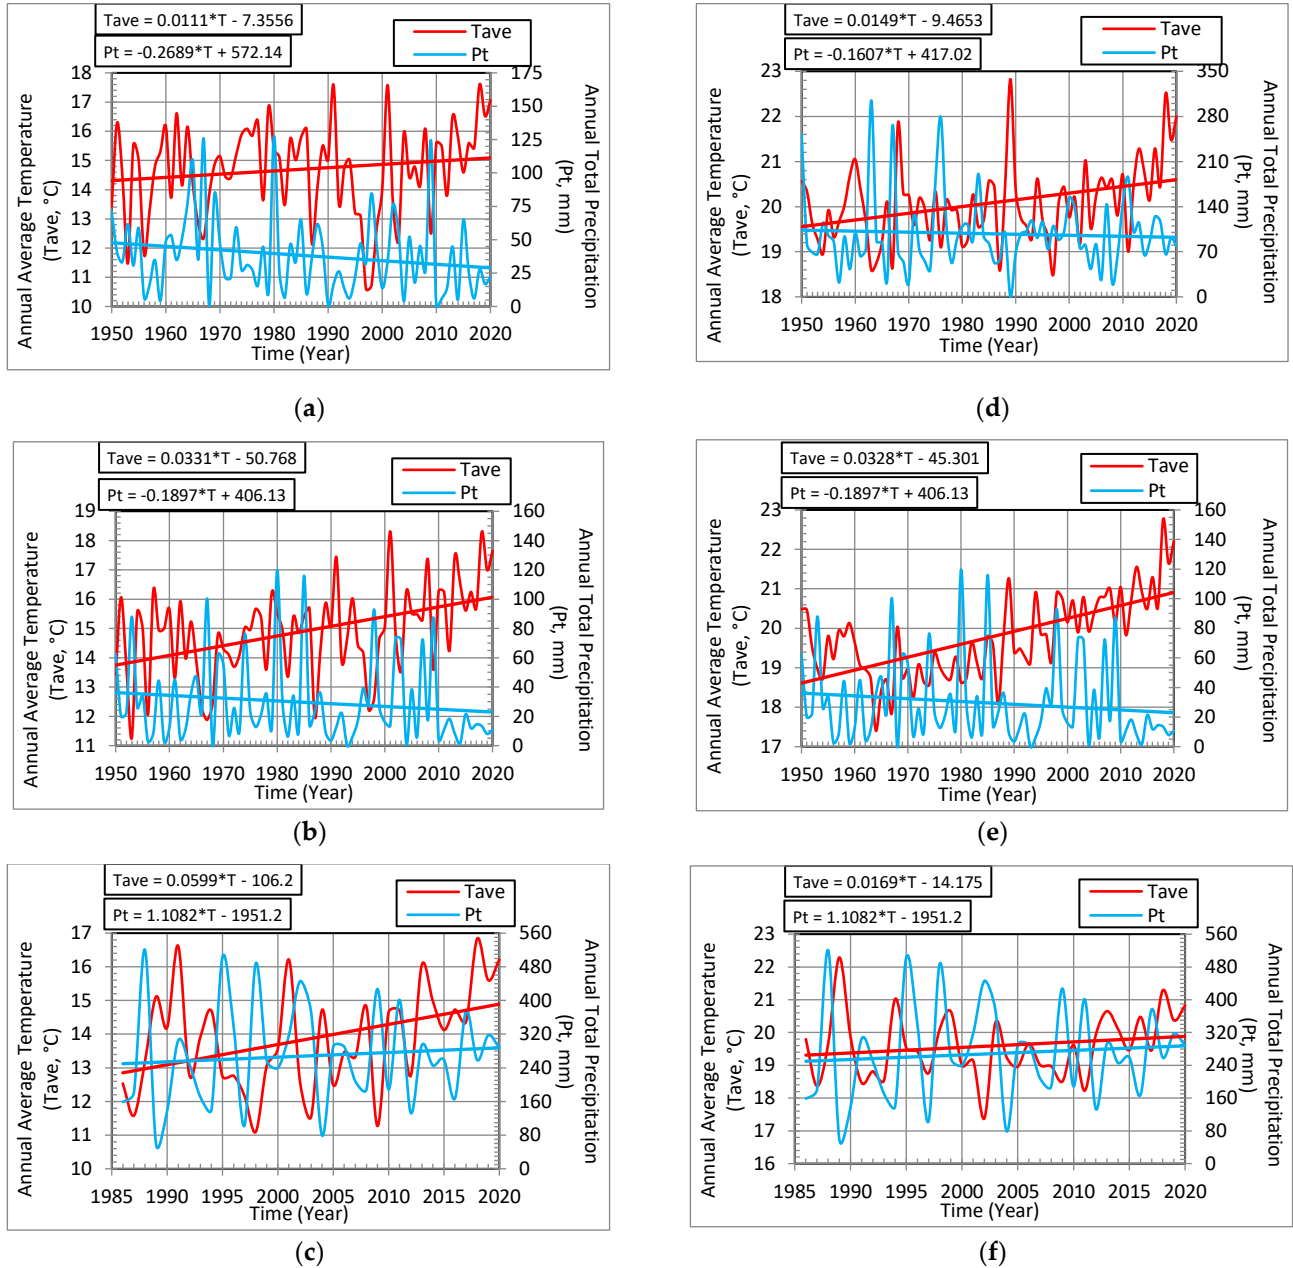 Tave = 0.0111*T - 7.3556
Pt = -0.2689*T + 572.14
Tave
Pt
Annual Average Temperature
(Tave, °C)
18
17
16
15
14
13
12
11
10
175
150
125
100
75
50
25
0
Annual Total Precipitation
(Pt, mm)
1950 1960 1970 1980 1990 2000 2010 2020
Time (Year)
(a)
Tave = 0.0149*T - 9.4653
Pt = -0.1607*T + 417.02
Tave
Pt
Annual Average Temperature
(Tave, °C)
23
22
21
20
19
18
350
280
210
140
70
0
Annual Total Precipitation
(Pt, mm)
1950 1960 1970 1980 1990 2000 2010 2020
Time (Year)
(d)
Tave = 0.0331*T - 50.768
Pt = -0.1897*T + 406.13
Tave
Pt
Annual Average Temperature
(Tave, °C)
19
18
17
16
15
14
13
12
11
160
140
120
100
80
60
40
20
0
Annual Total Precipitation
(Pt, mm)
1950 1960 1970 1980 1990 2000 2010 2020
Time (Year)
(b)
Tave = 0.0328*T - 45.301
Pt = -0.1897*T + 406.13
Tave
Pt
Annual Average Temperature
(Tave, °C)
23
22
21
20
19
18
17
160
140
120
100
80
60
40
20
0
Annual Total Precipitation
(Pt, mm)
1950 1960 1970 1980 1990 2000 2010 2020
Time (Year)
(e)
Tave = 0.0599*T - 106.2
Pt = 1.1082*T - 1951.2
Tave
Pt
Annual Average Temperature
(Tave, °C)
17
16
15
14
13
12
11
10
560
480
400
320
240
160
80
0
Annual Total Precipitation
(Pt, mm)
1985 1990 1995 2000 2005 2010 2015 2020
Time (Year)
(c)
Tave = 0.0169*T - 14.175
Pt = 1.1082*T - 1951.2
Tave
Pt
Annual Average Temperature
(Tave, °C)
23
22
21
20
19
18
17
16
560
480
400
320
240
160
80
0
Annual Total Precipitation
(Pt, mm)
1985 1990 1995 2000 2005 2010 2015 2020
Time (Year)
(f)